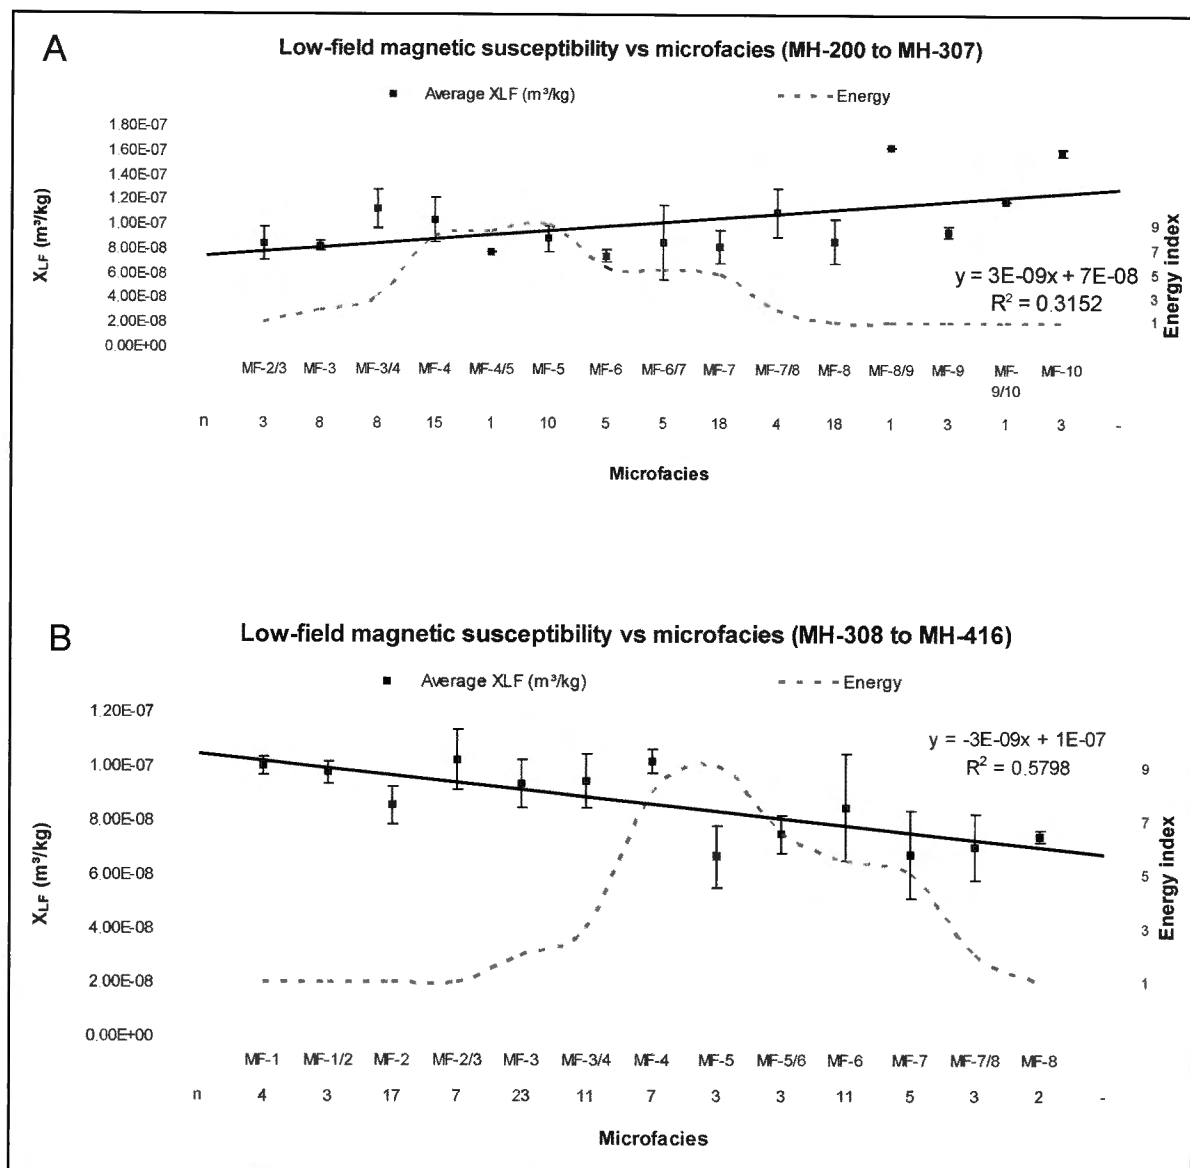 A
Low-field magnetic susceptibility vs microfacies (MH-200 to MH-307)
Average XLF (m³/kg) Energy
1.80E-07
1.60E-07
1.40E-07
1.20E-07
1.00E-07
8.00E-08
6.00E-08
4.00E-08
2.00E-08
0.00E+00
XLF (m³/kg)
9
7
5
3
1
Energy index
y = 3E-09x + 7E-08
R² = 0.3152
MF-2/3 MF-3 MF-3/4 MF-4 MF-4/5 MF-5 MF-6 MF-6/7 MF-7 MF-7/8 MF-8 MF-8/9 MF-9 MF-9/10 MF-10
n 3 8 8 15 1 10 5 5 18 4 18 1 3 1 3 -
Microfacies
B
Low-field magnetic susceptibility vs microfacies (MH-308 to MH-416)
Average XLF (m³/kg) Energy
1.20E-07
1.00E-07
8.00E-08
6.00E-08
4.00E-08
2.00E-08
0.00E+00
XLF (m³/kg)
y = -3E-09x + 1E-07
R² = 0.5798
9
7
5
3
1
Energy index
MF-1 MF-1/2 MF-2 MF-2/3 MF-3 MF-3/4 MF-4 MF-5 MF-5/6 MF-6 MF-7 MF-7/8 MF-8
n 4 3 17 7 23 11 7 3 3 11 5 3 2 -
Microfacies